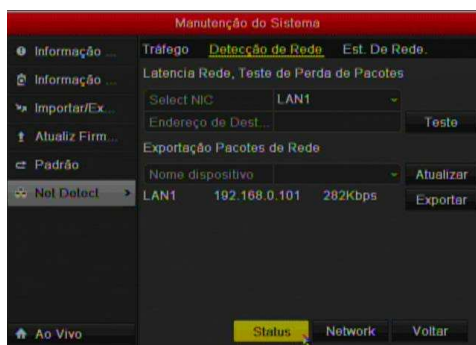 Manutenção do Sistema
Informação ...
Informação ...
Importar/Ex...
Atualiz Firm...
Padrão
Net Detect >
Ao Vivo
Tráfego Detecção de Rede Est. De Rede.
Latencia Rede, Teste de Perda de Pacotes
Select NIC LAN1
Endereço de Dest... Teste
Exportação Pacotes de Rede
Nome dispositivo Atualizar
LAN1 192.168.0.101 282Kbps Exportar
Status Network Voltar